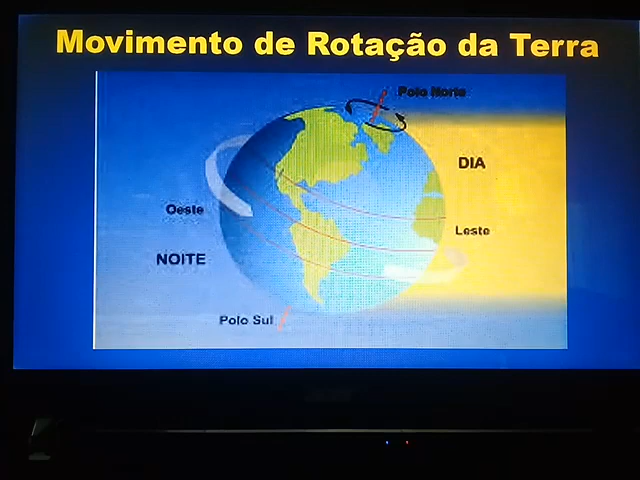 Movimento de Rotação da Terra
Polo Norte
DIA
Oeste
Leste
NOITE
Polo Sul